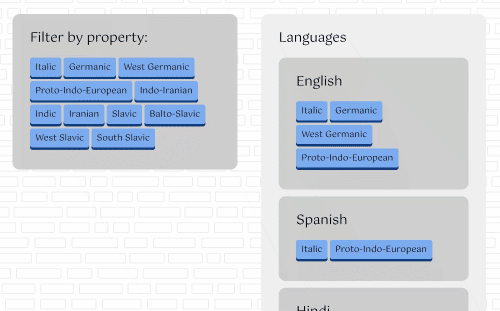 Filter by property:
Italic Germanic West Germanic
Proto-Indo-European Indo-Iranian
Indic Iranian Slavic Balto-Slavic
West Slavic South Slavic
Languages
English
Italic Germanic
West Germanic
Proto-Indo-European
Spanish
Italic Proto-Indo-European
Hindi